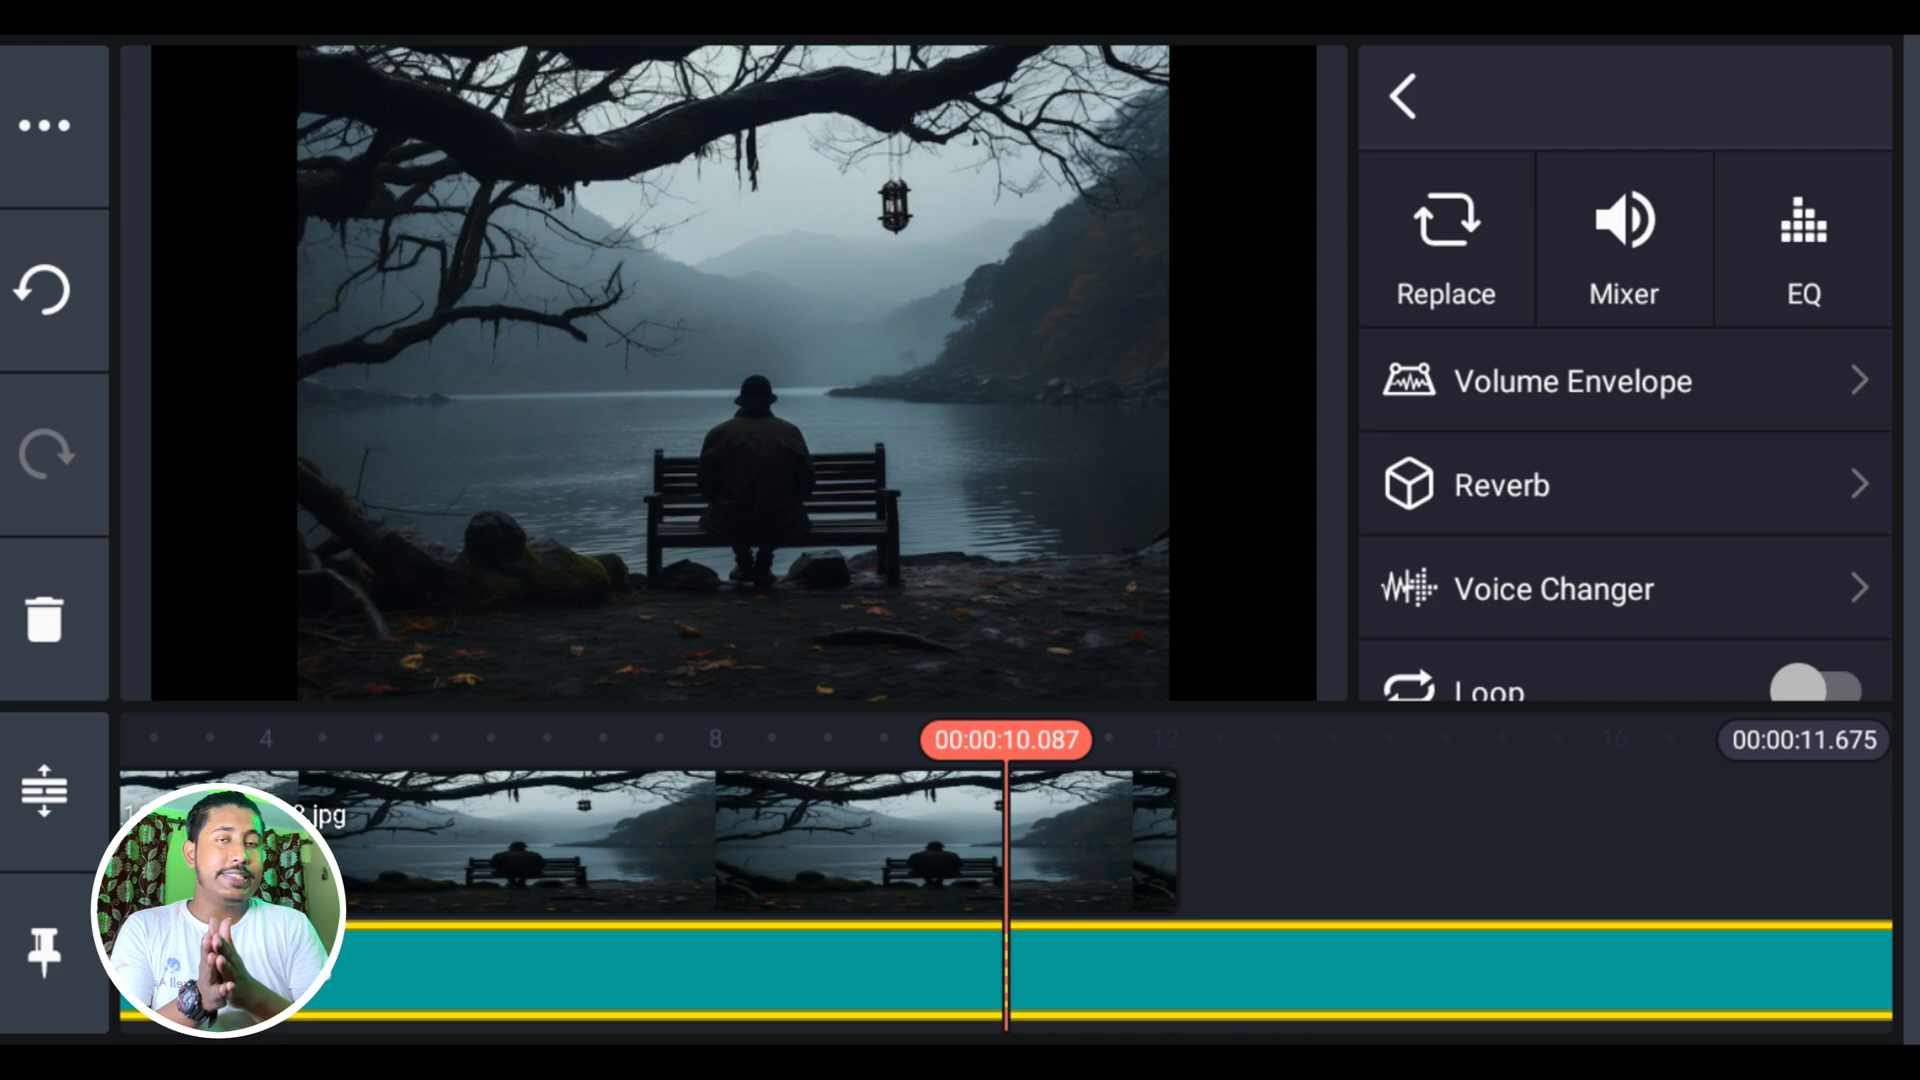 Replace
Mixer
EQ
Volume Envelope
Reverb
Voice Changer
Loop
4
8
00:00:10.087
12
16
00:00:11.675
.jpg